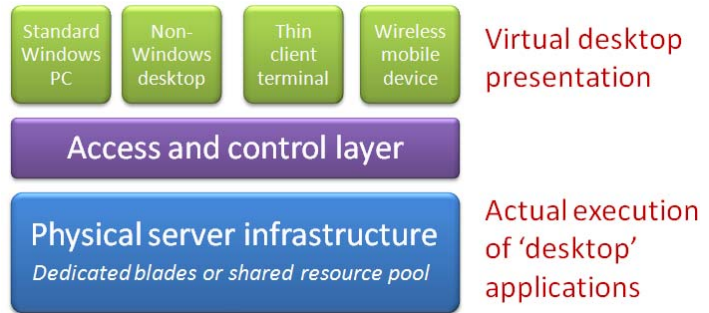 Standard
Windows
PC
Non-
Windows
desktop
Thin
client
terminal
Wireless
mobile
device
Virtual desktop
presentation
Access and control layer
Physical server infrastructure
Dedicated blades or shared resource pool
Actual execution
of ‘desktop’
applications